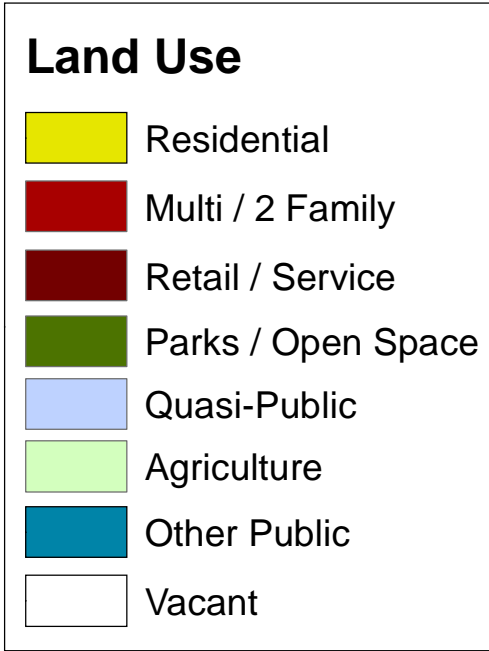 Land Use
Residential
Multi / 2 Family
Retail / Service
Parks / Open Space
Quasi-Public
Agriculture
Other Public
Vacant